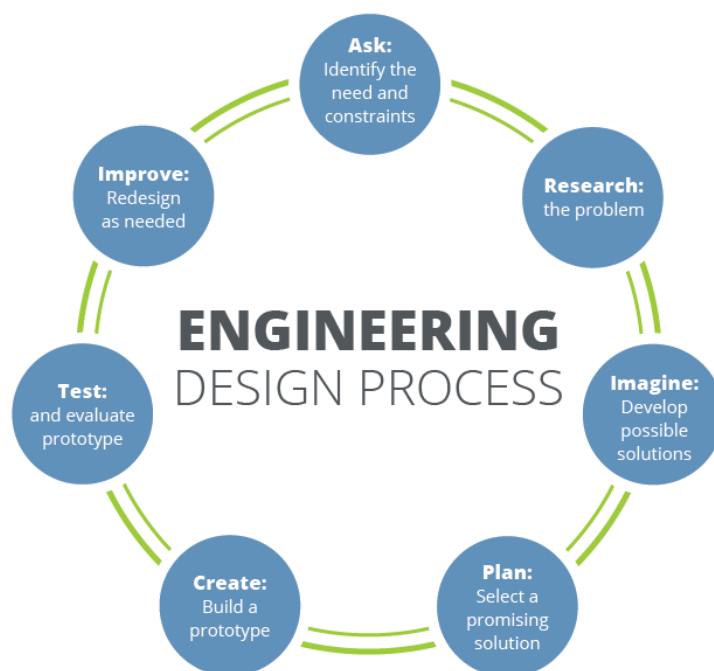 Ask:
Identify the
need and
constraints
Research:
the problem
Imagine:
Develop
possible
solutions
Plan:
Select a
promising
solution
Create:
Build a
prototype
Test:
and evaluate
prototype
Improve:
Redesign
as needed
ENGINEERING
DESIGN PROCESS